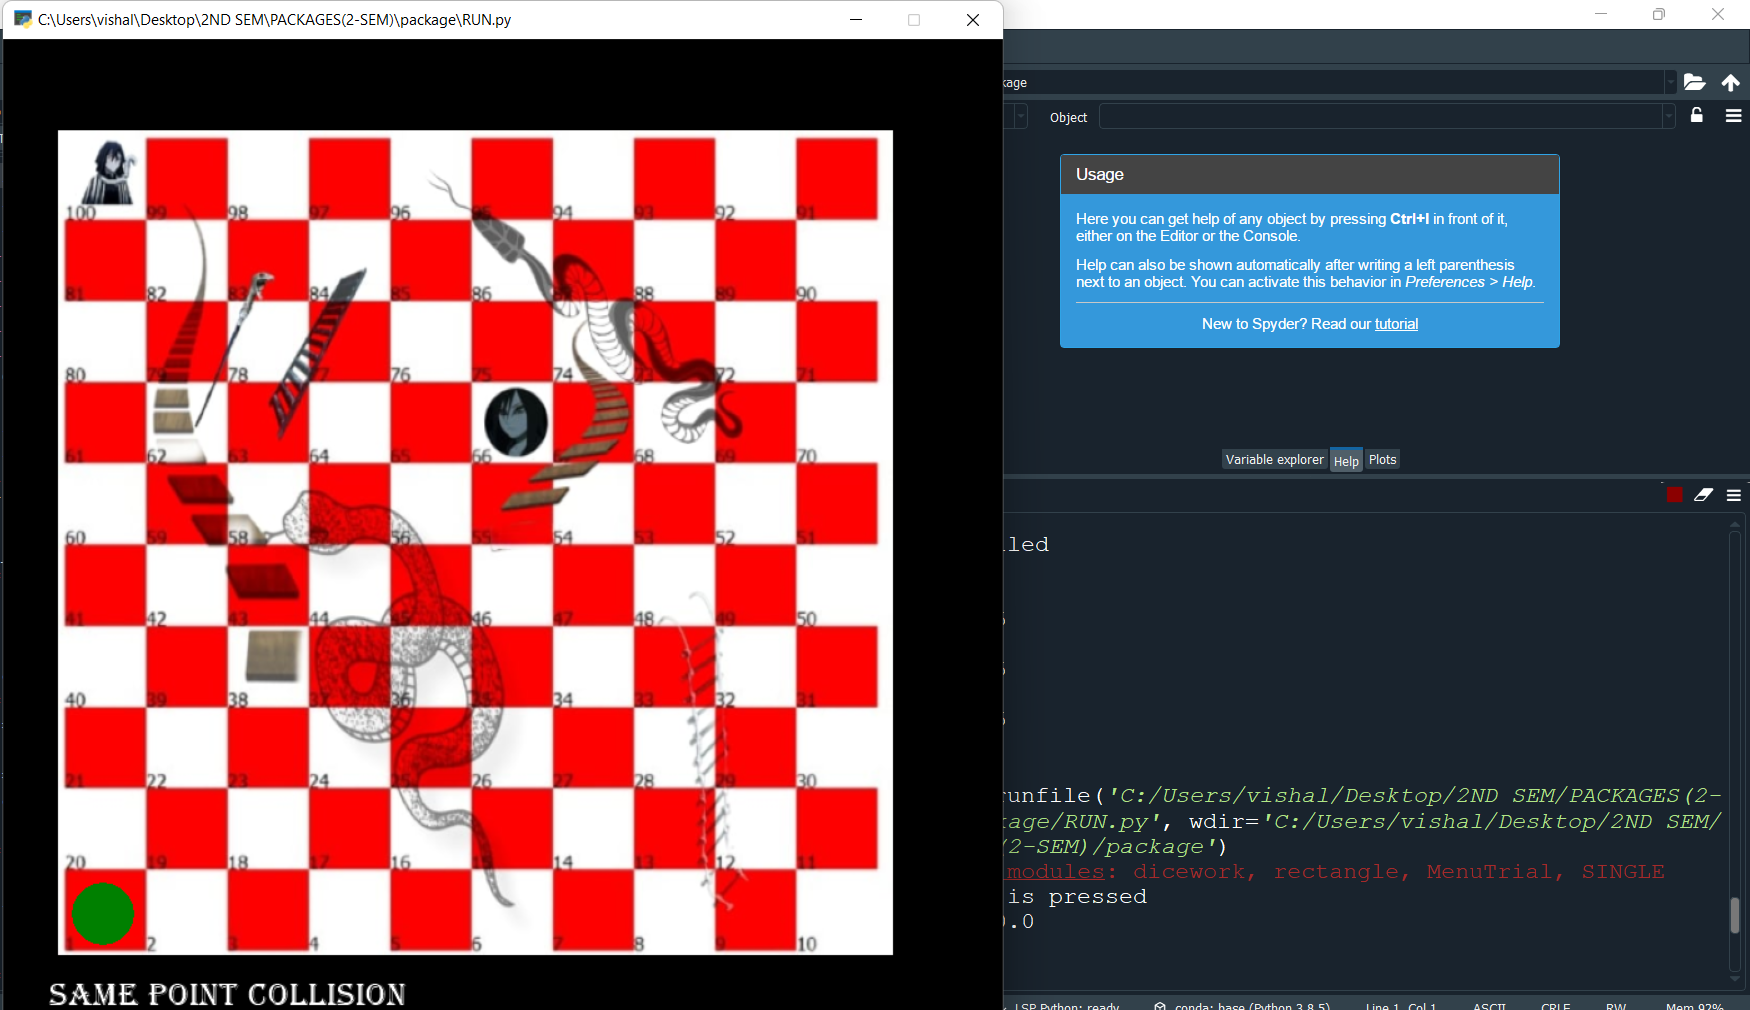 C:\Users\vishal\Desktop\2ND SEM\PACKAGES(2-SEM)\package\RUN.py
100 99 98 97 96 95 94 93 92 91
81 82 83 84 85 86 87 88 89 90
80 79 78 77 76 75 74 73 72 71
61 62 63 64 65 66 67 68 69 70
60 59 58 57 56 55 54 53 52 51
41 42 43 44 45 46 47 48 49 50
40 39 38 37 36 35 34 33 32 31
21 22 23 24 25 26 27 28 29 30
20 19 18 17 16 15 14 13 12 11
1 2 3 4 5 6 7 8 9 10
SAME POINT COLLISION
kage
Object
Usage
Here you can get help of any object by pressing Ctrl+I in front of it,
either on the Editor or the Console.
Help can also be shown automatically after writing a left parenthesis
next to an object. You can activate this behavior in Preferences > Help.
New to Spyder? Read our tutorial
Variable explorer Help Plots
led
runfile('C:/Users/vishal/Desktop/2ND SEM/PACKAGES(2-
kage/RUN.py', wdir='C:/Users/vishal/Desktop/2ND SEM/
(2-SEM)/package')
modules: dicework, rectangle, MenuTrial, SINGLE
is pressed
.0
LSP Python: ready conda: base (Python 3.8.5) Line 1, Col 1 ASCII CRLF RW Mem 92%